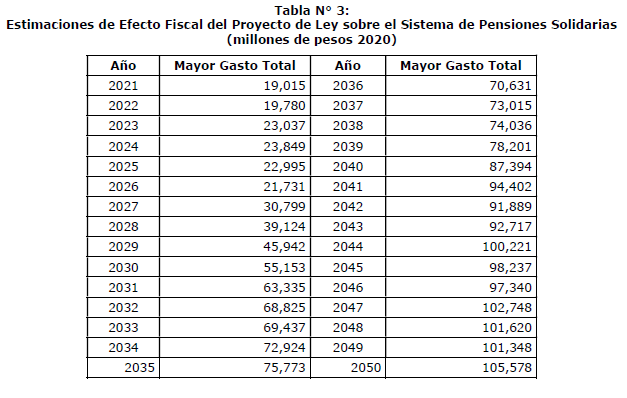 Tabla N° 3:
Estimaciones de Efecto Fiscal del Proyecto de Ley sobre el Sistema de Pensiones Solidarias
(millones de pesos 2020)
Año Mayor Gasto Total Año Mayor Gasto Total
2021 19,015 2036 70,631
2022 19,780 2037 73,015
2023 23,037 2038 74,036
2024 23,849 2039 78,201
2025 22,995 2040 87,394
2026 21,731 2041 94,402
2027 30,799 2042 91,889
2028 39,124 2043 92,717
2029 45,942 2044 100,221
2030 55,153 2045 98,237
2031 63,335 2046 97,340
2032 68,825 2047 102,748
2033 69,437 2048 101,620
2034 72,924 2049 101,348
2035 75,773 2050 105,578